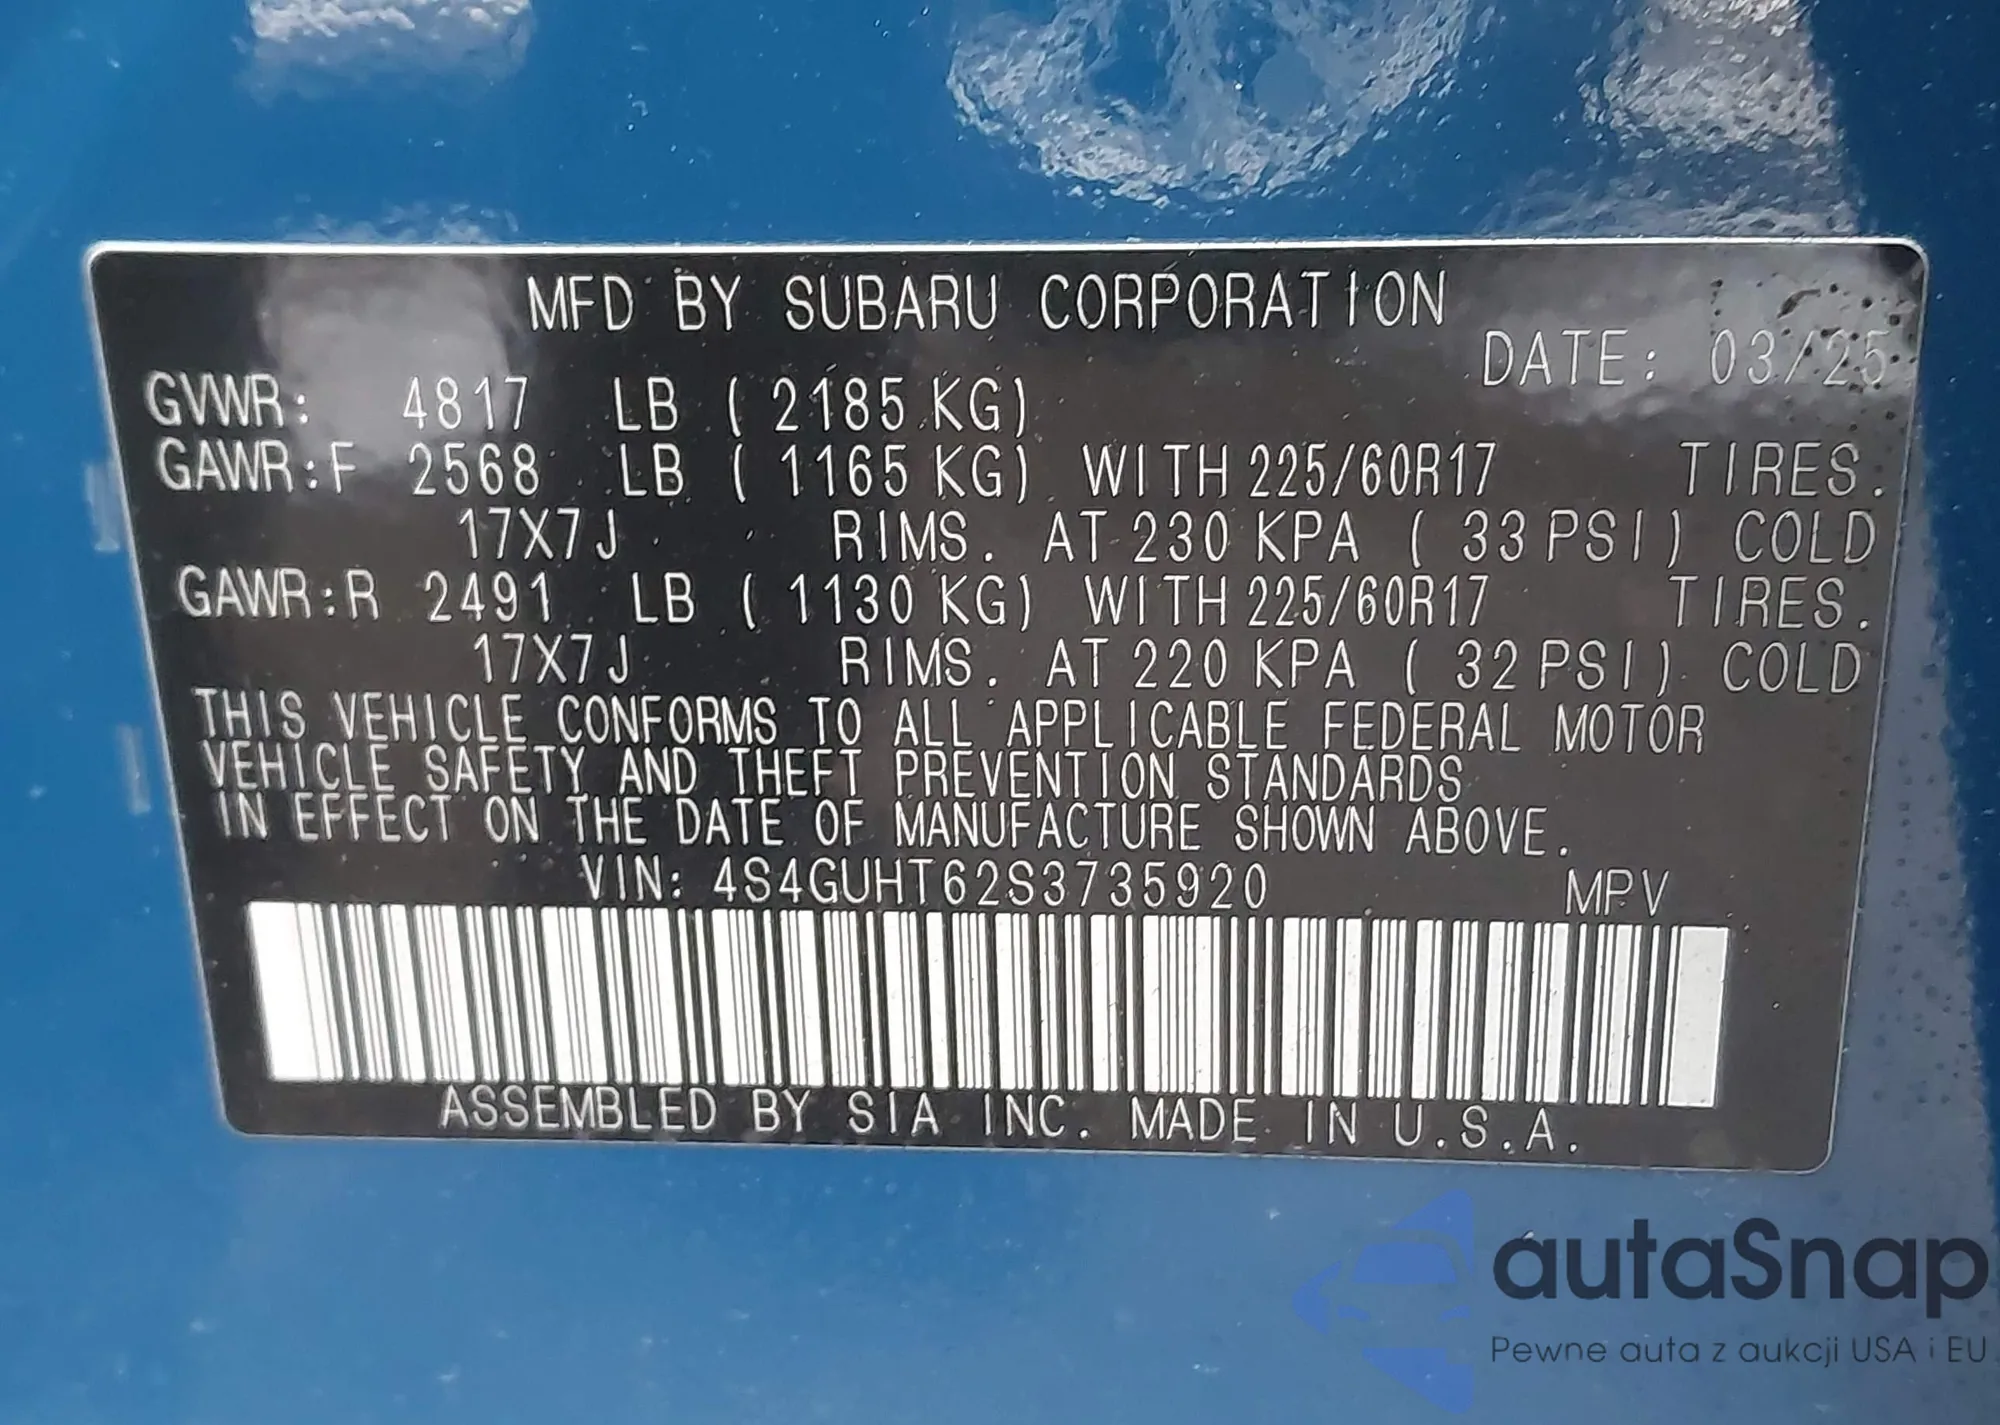 MFD BY SUBARU CORPORATION
DATE: 03/25
GVWR: 4817 LB ( 2185 KG)
GAWR:F 2568 LB ( 1165 KG) WITH 225/60R17 TIRES.
17X7J RIMS. AT 230 KPA ( 33 PSI) COLD
GAWR:R 2491 LB ( 1130 KG) WITH 225/60R17 TIRES.
17X7J RIMS. AT 220 KPA ( 32 PSI) COLD
THIS VEHICLE CONFORMS TO ALL APPLICABLE FEDERAL MOTOR
VEHICLE SAFETY AND THEFT PREVENTION STANDARDS
IN EFFECT ON THE DATE OF MANUFACTURE SHOWN ABOVE.
VIN: 4S4GUHT62S3735920 MPV
ASSEMBLED BY SIA INC. MADE IN U.S.A.
autaSnap
Pewne auta z aukcji USA i EU